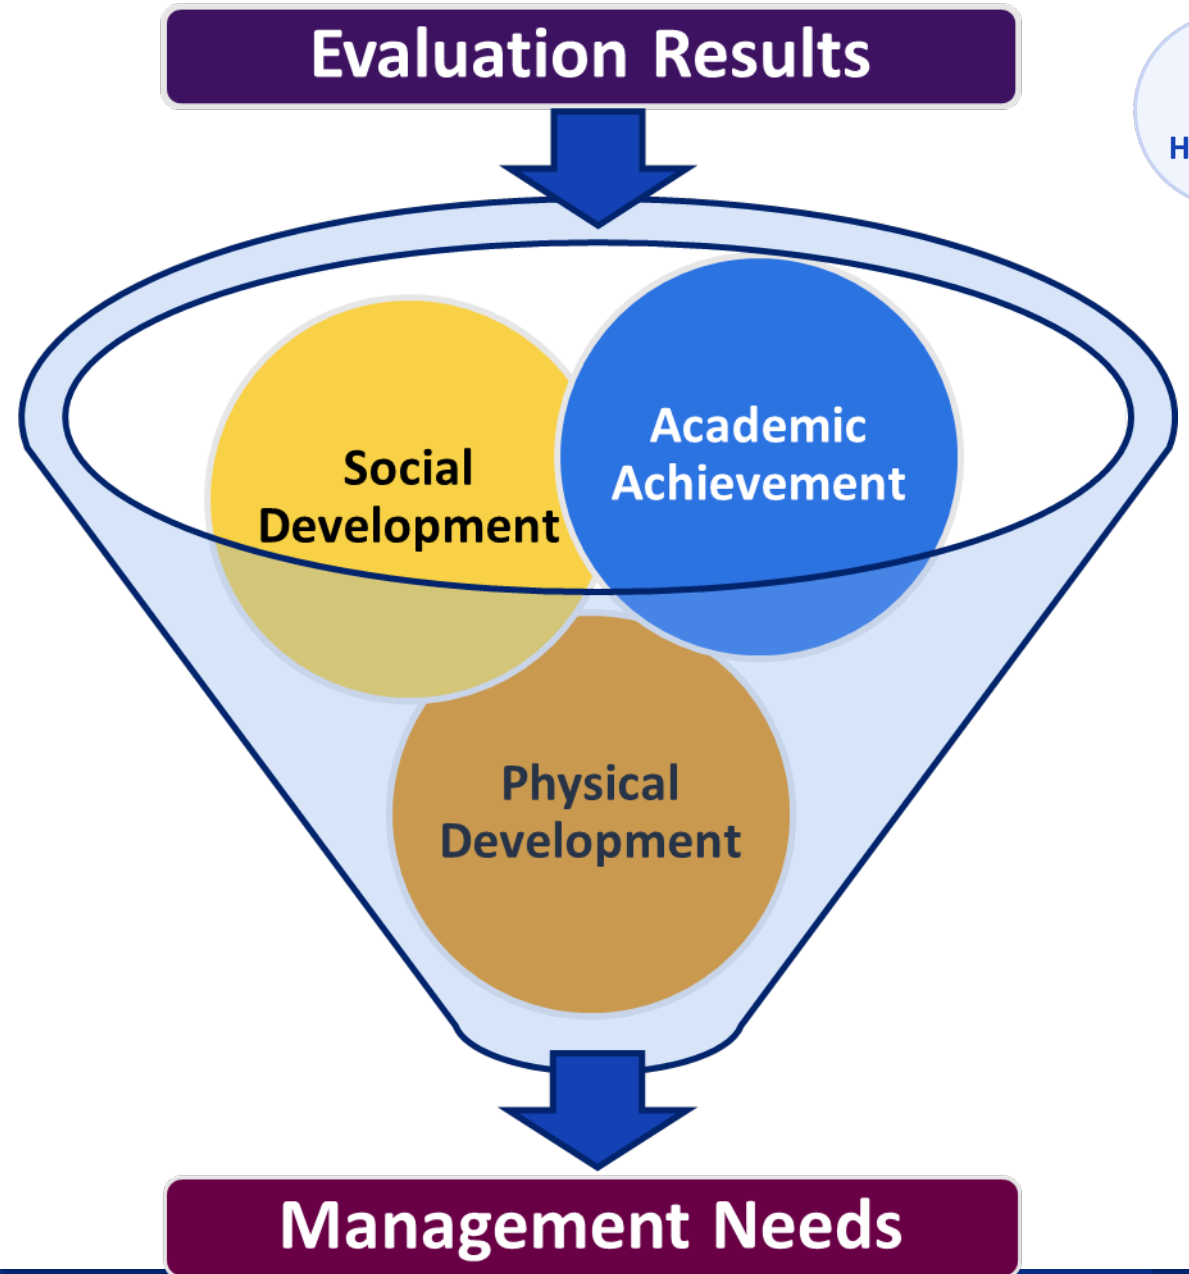 Evaluation Results
H
Academic
Achievement
Social
Development
Physical
Development
Management Needs